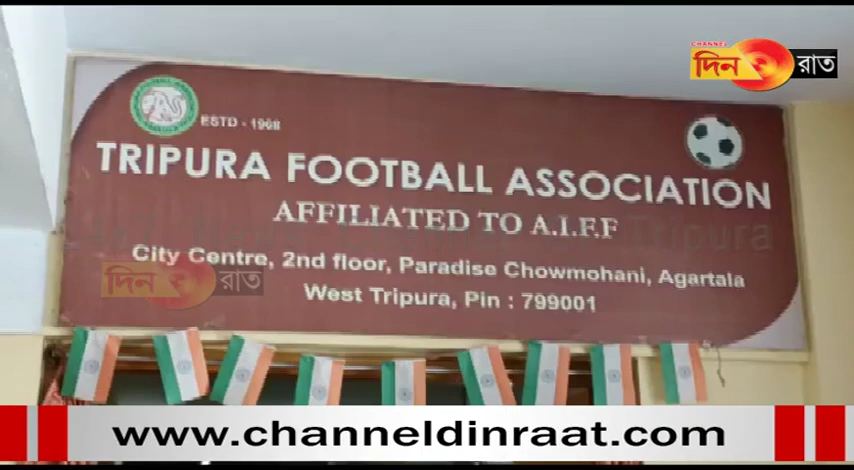 CHANNEL
দিন রাত
ESTD - 1968
TRIPURA FOOTBALL ASSOCIATION
AFFILIATED TO A.I.F.F
City Centre, 2nd floor, Paradise Chowmohani, Agartala
দিন রাত
West Tripura, Pin : 799001
www.channeldinraat.com